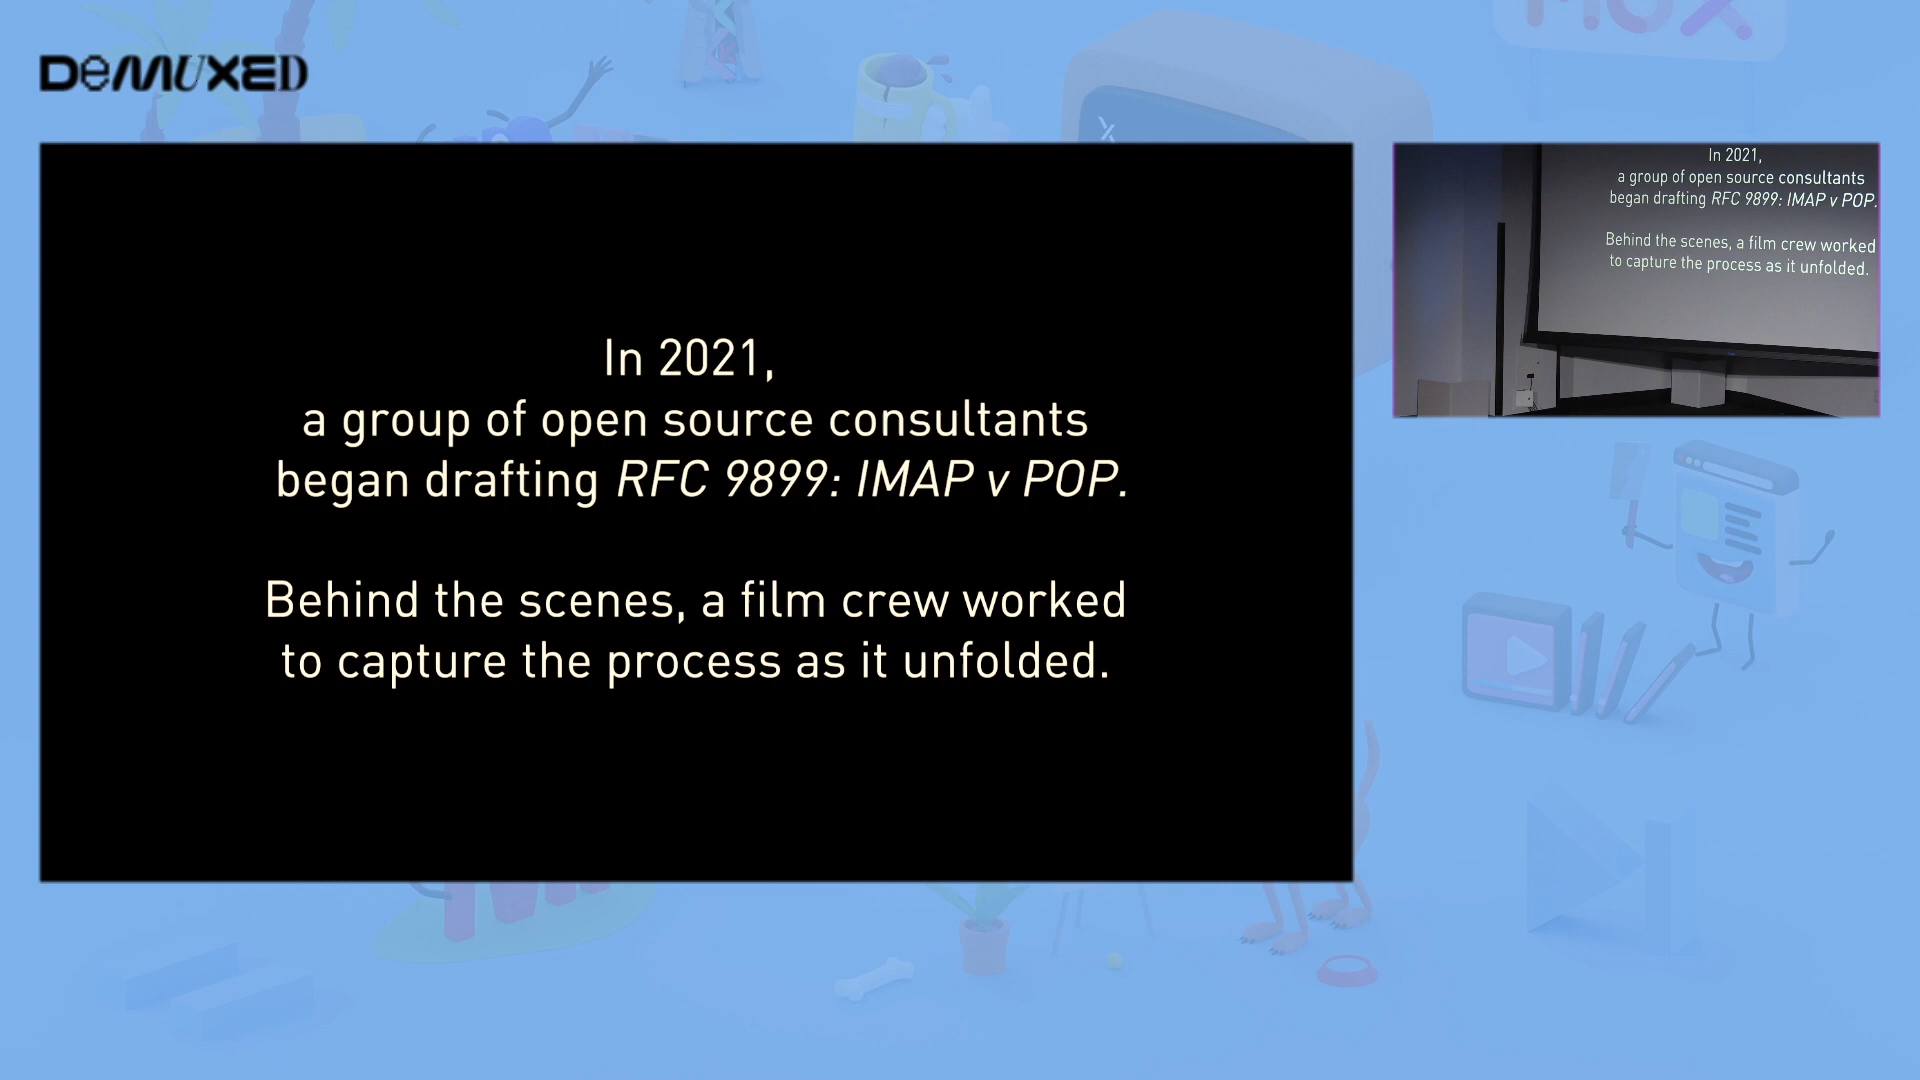 DEMUXED
MOX
In 2021,
a group of open source consultants
began drafting RFC 9899: IMAP v POP.
Behind the scenes, a film crew worked
to capture the process as it unfolded.
In 2021,
a group of open source consultants
began drafting RFC 9899: IMAP v POP.
Behind the scenes, a film crew worked
to capture the process as it unfolded.